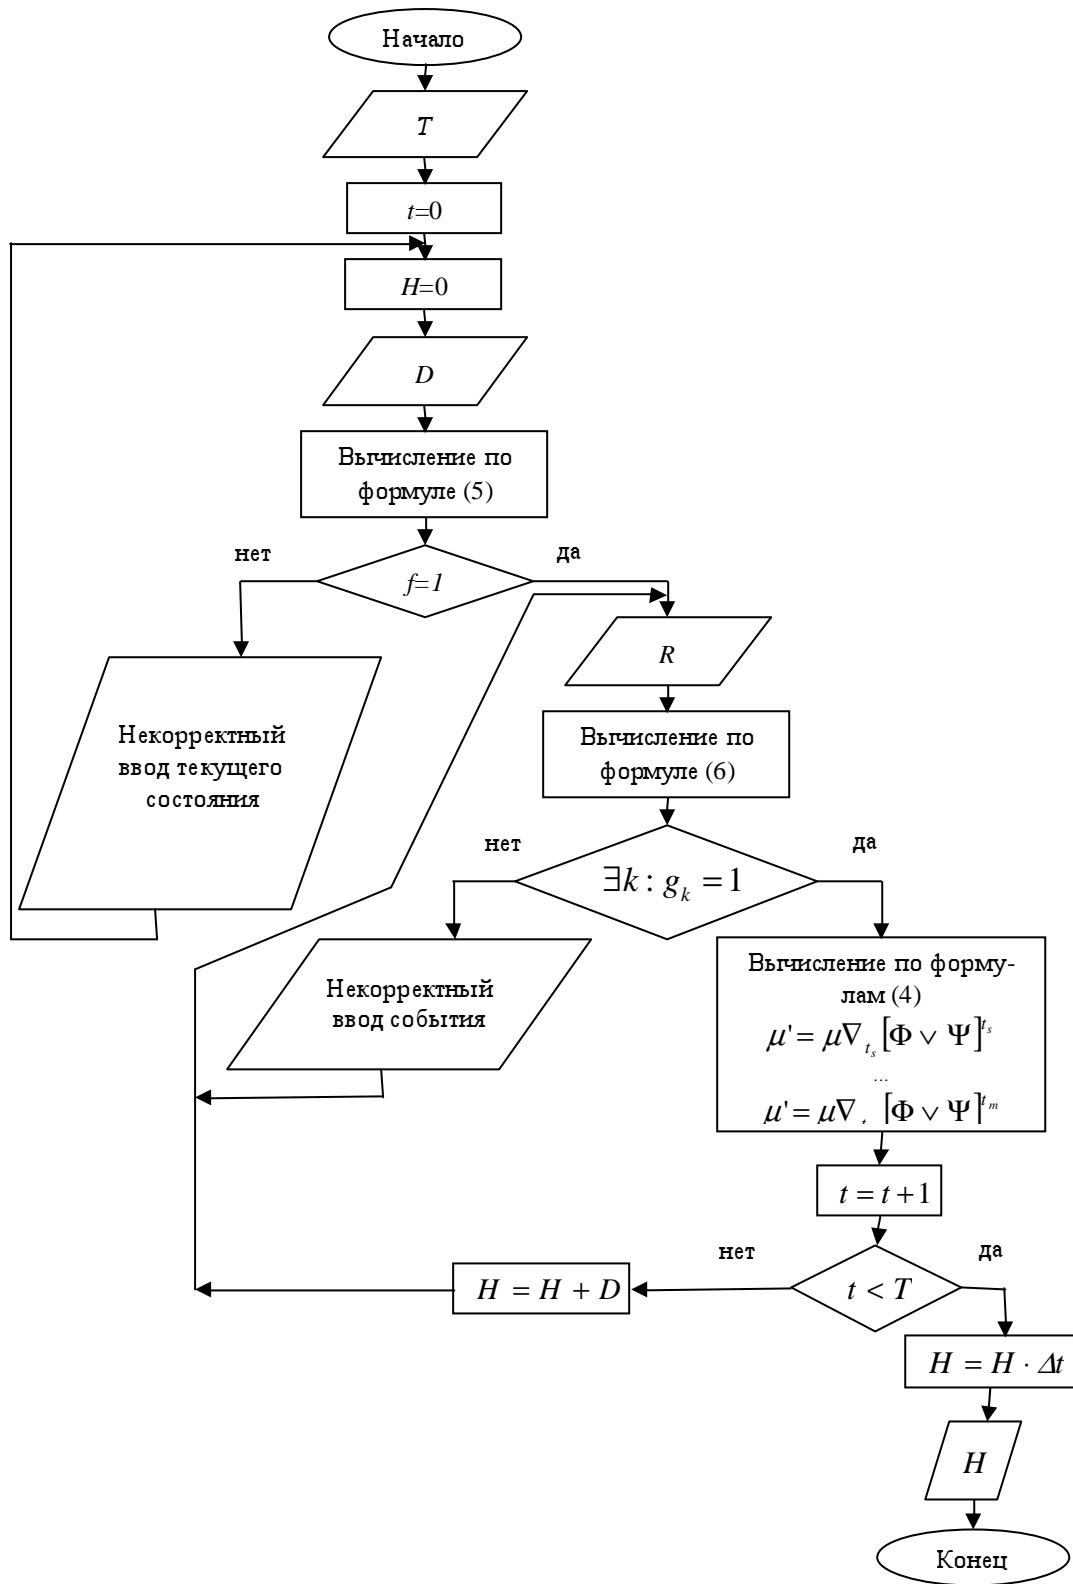 Начало
T
t=0
H=0
D
Вычисление по
формуле (5)
нет
да
f=1
R
Некорректный
ввод текущего
состояния
Вычисление по
формуле (6)
нет
да
∃k : g_k = 1
Некорректный
ввод события
Вычисление по форму-
лам (4)
μ' = μ∇_{t_s} [Φ ∨ Ψ]^{t_s}
...
μ' = μ∇_t [Φ ∨ Ψ]^{t_m}
t = t + 1
нет
да
H = H + D
t < T
H = H · Δt
H
Конец